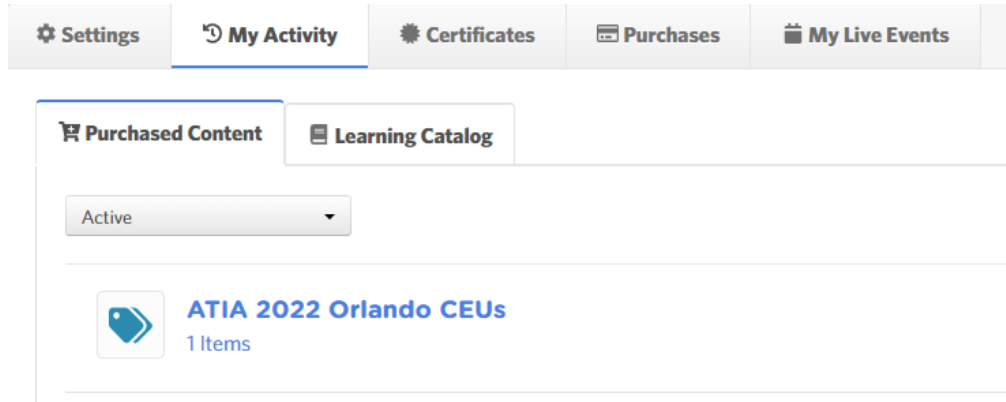 Settings My Activity Certificates Purchases My Live Events
Purchased Content Learning Catalog
Active
ATIA 2022 Orlando CEUs
1 Items